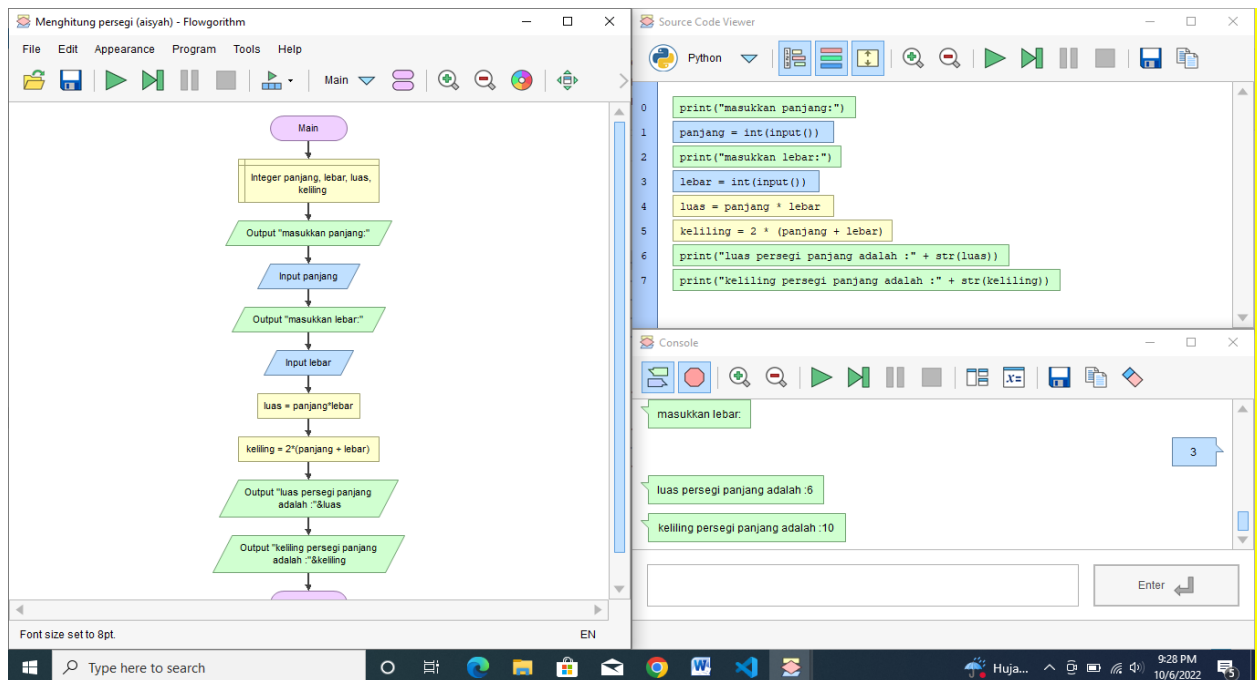 Menghitung persegi (aisyah) - Flowgorithm
File Edit Appearance Program Tools Help
Main
Main
Integer panjang, lebar, luas,
keliling
Output "masukkan panjang:"
Input panjang
Output "masukkan lebar:"
Input lebar
luas = panjang*lebar
keliling = 2*(panjang + lebar)
Output "luas persegi panjang
adalah :"&luas
Output "keliling persegi panjang
adalah :"&keliling
Font size set to 8pt. EN
Source Code Viewer
Python
0 print("masukkan panjang:")
1 panjang = int(input())
2 print("masukkan lebar:")
3 lebar = int(input())
4 luas = panjang * lebar
5 keliling = 2 * (panjang + lebar)
6 print("luas persegi panjang adalah :" + str(luas))
7 print("keliling persegi panjang adalah :" + str(keliling))
Console
x=
masukkan lebar:
3
luas persegi panjang adalah :6
keliling persegi panjang adalah :10
Enter
Type here to search
W
Huja...
9:28 PM
10/6/2022
5